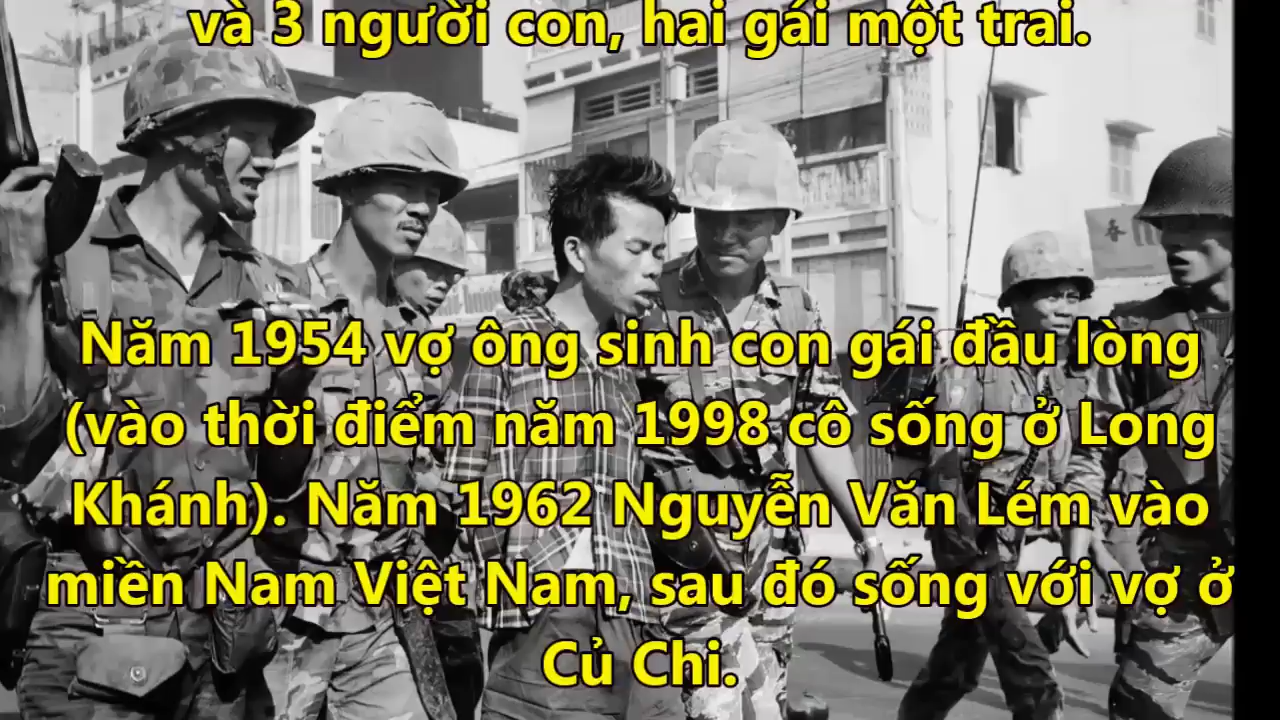 và 3 người con, hai gái một trai.
Năm 1954 vợ ông sinh con gái đầu lòng
(vào thời điểm năm 1998 cô sống ở Long
Khánh). Năm 1962 Nguyễn Văn Lém vào
miền Nam Việt Nam, sau đó sống với vợ ở
Củ Chi.
春